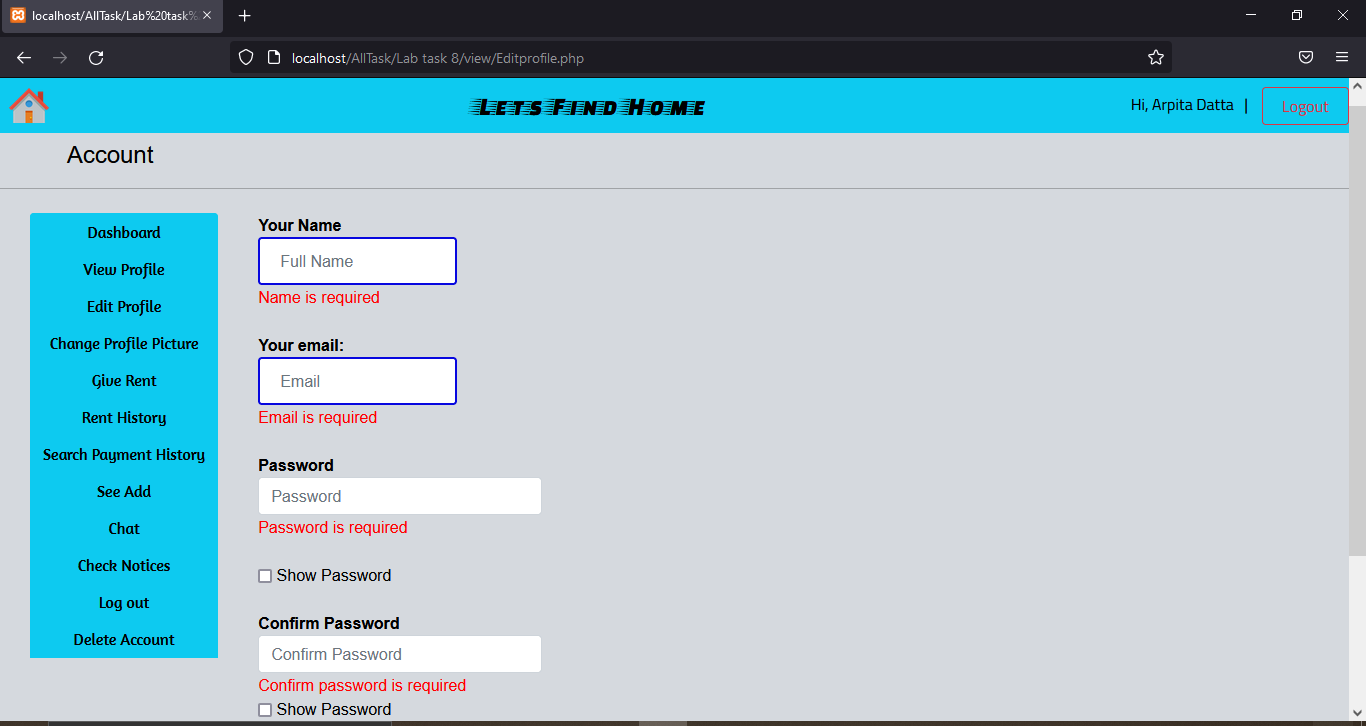 localhost/AllTask/Lab%20task%
localhost/AllTask/Lab task 8/view/Editprofile.php
Lets Find Home
Hi, Arpita Datta |
Logout
Account
Dashboard
View Profile
Edit Profile
Change Profile Picture
Give Rent
Rent History
Search Payment History
See Add
Chat
Check Notices
Log out
Delete Account
Your Name
Full Name
Name is required
Your email:
Email
Email is required
Password
Password
Password is required
Show Password
Confirm Password
Confirm Password
Confirm password is required
Show Password